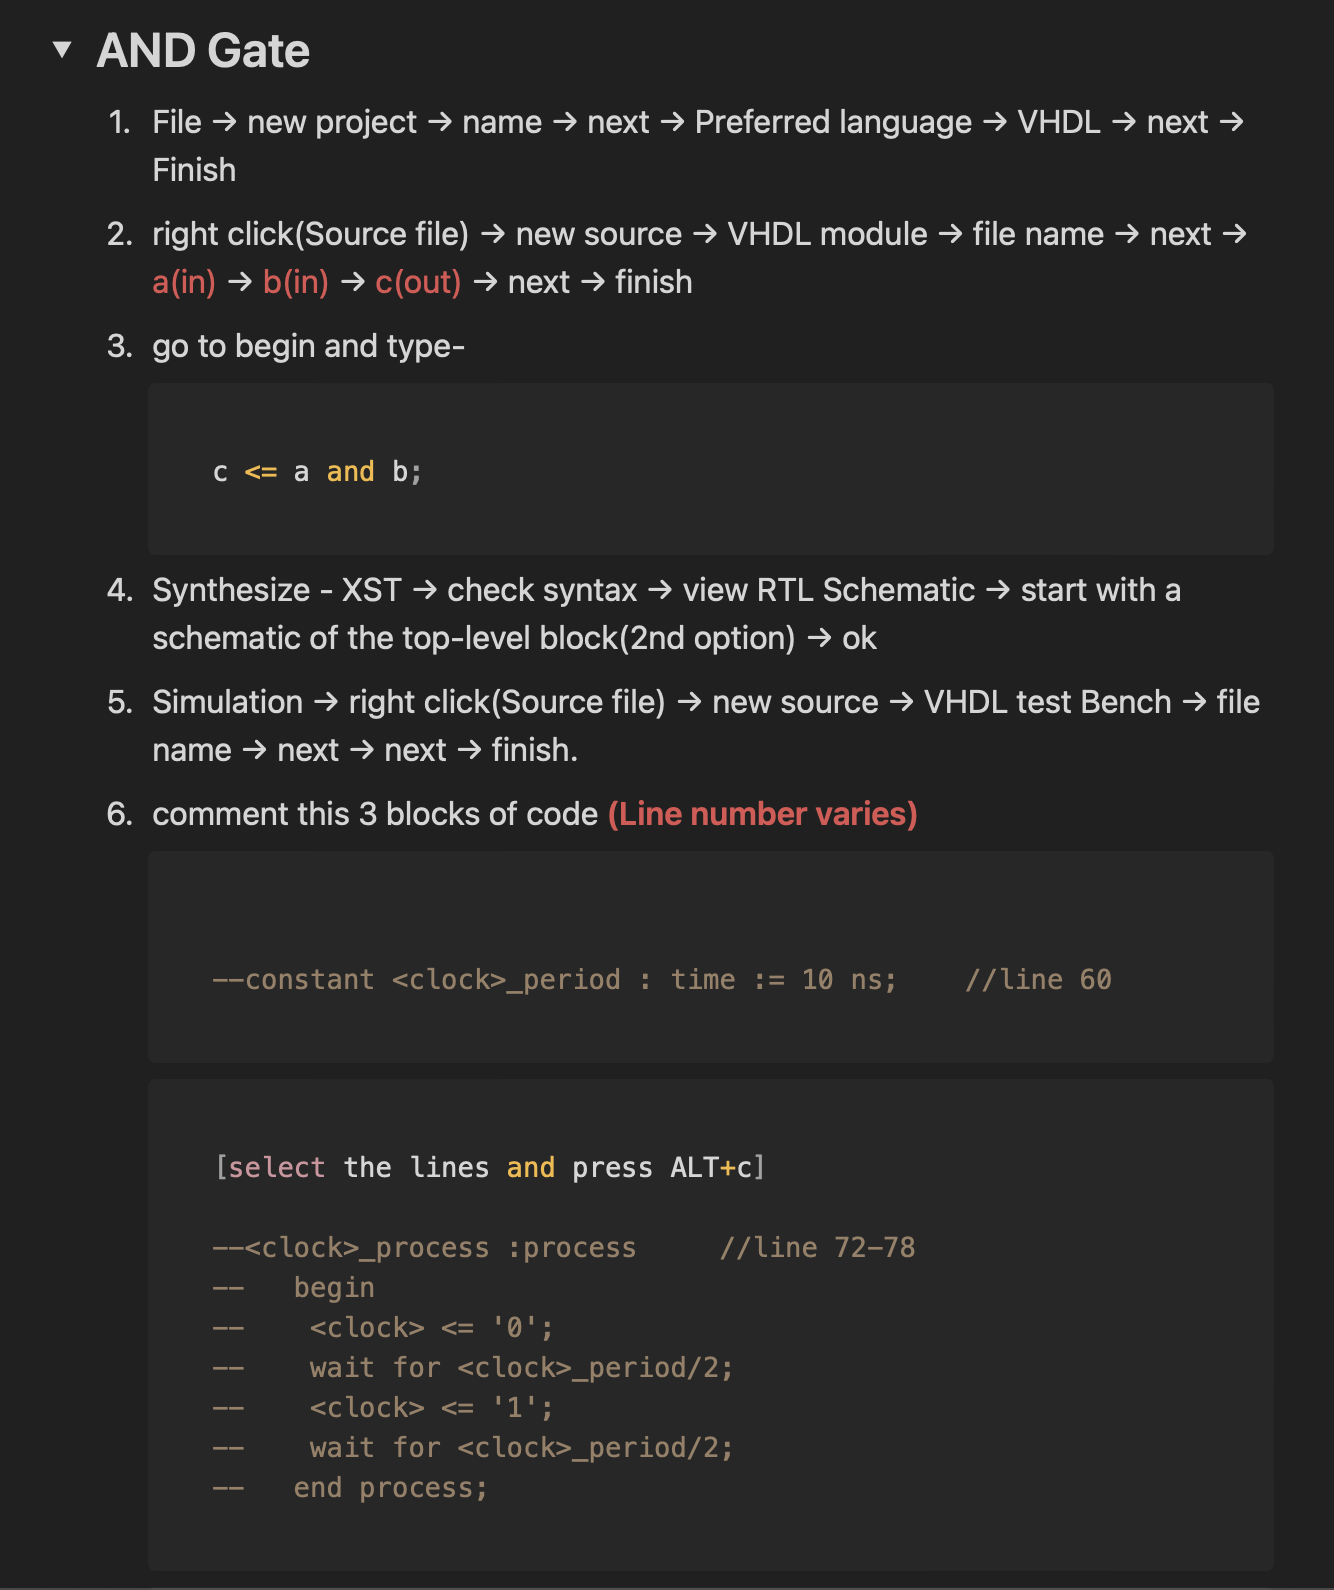 AND Gate
1. File → new project → name → next → Preferred language → VHDL → next →
Finish
2. right click(Source file) → new source → VHDL module → file name → next →
a(in) → b(in) → c(out) → next → finish
3. go to begin and type-
c <= a and b;
4. Synthesize - XST → check syntax → view RTL Schematic → start with a
schematic of the top-level block(2nd option) → ok
5. Simulation → right click(Source file) → new source → VHDL test Bench → file
name → next → next → finish.
6. comment this 3 blocks of code (Line number varies)
--constant <clock>_period : time := 10 ns;    //line 60
[select the lines and press ALT+c]
--<clock>_process :process     //line 72-78
--   begin
--    <clock> <= '0';
--    wait for <clock>_period/2;
--    <clock> <= '1';
--    wait for <clock>_period/2;
--   end process;